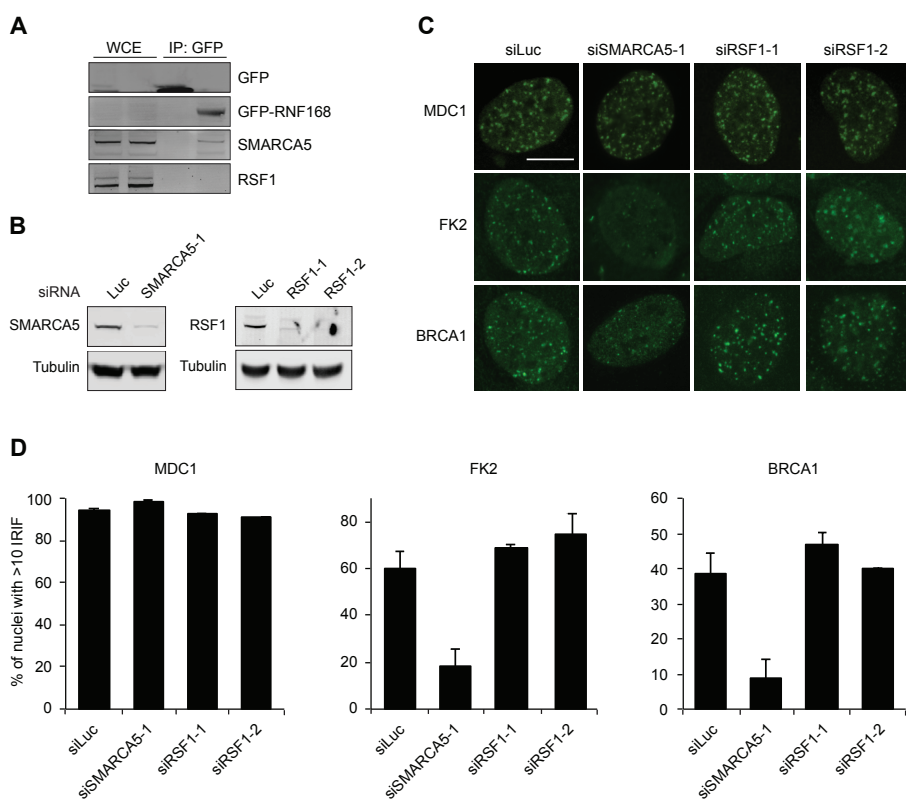 A
WCE IP: GFP
GFP
GFP-RNF168
SMARCA5
RSF1
B
siRNA
Luc
SMARCA5-1
SMARCA5
Tubulin
Luc
RSF1-1
RSF1-2
RSF1
Tubulin
C
siLuc siSMARCA5-1 siRSF1-1 siRSF1-2
MDC1
FK2
BRCA1
D
MDC1
% of nuclei with >10 IRIF
100
80
60
40
20
0
siLuc
siSMARCA5-1
siRSF1-1
siRSF1-2
FK2
80
60
40
20
0
siLuc
siSMARCA5-1
siRSF1-1
siRSF1-2
BRCA1
60
50
40
30
20
10
0
siLuc
siSMARCA5-1
siRSF1-1
siRSF1-2